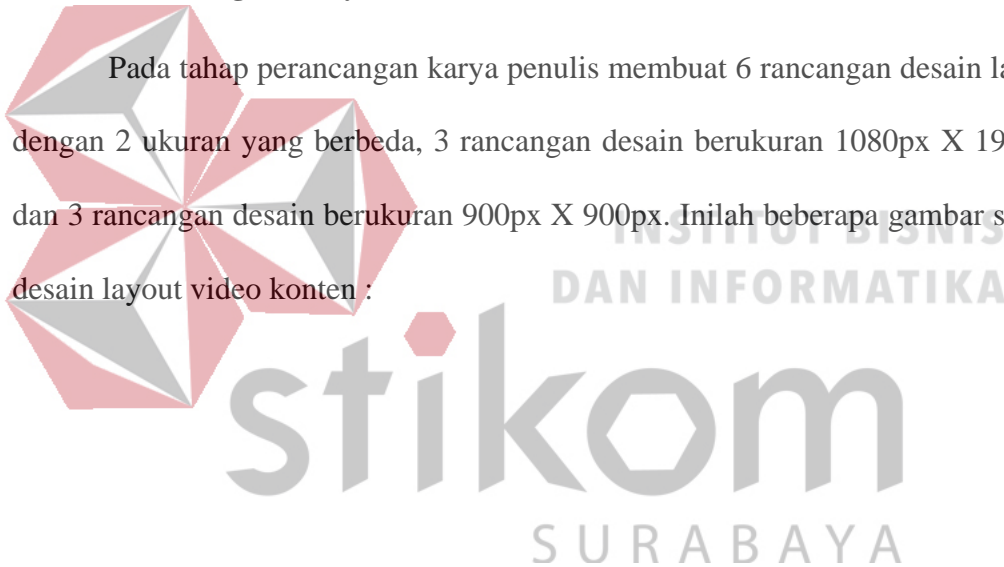 Pada tahap perancangan karya penulis membuat 6 rancangan desain la
dengan 2 ukuran yang berbeda, 3 rancangan desain berukuran 1080px X 19
dan 3 rancangan desain berukuran 900px X 900px. Inilah beberapa gambar s
desain layout video konten :
INSTITUT BISNIS
DAN INFORMATIKA
stikom
SURABAYA